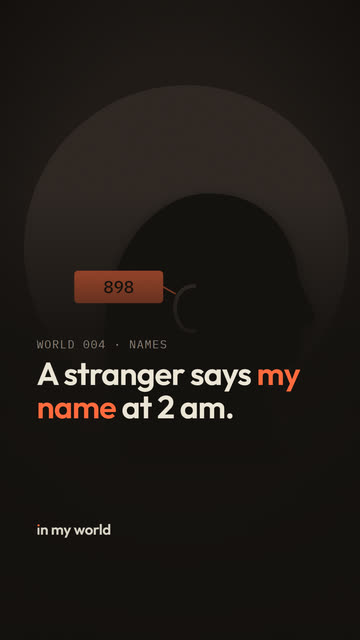 898
WORLD 004 · NAMES
A stranger says my
name at 2 am.
in my world